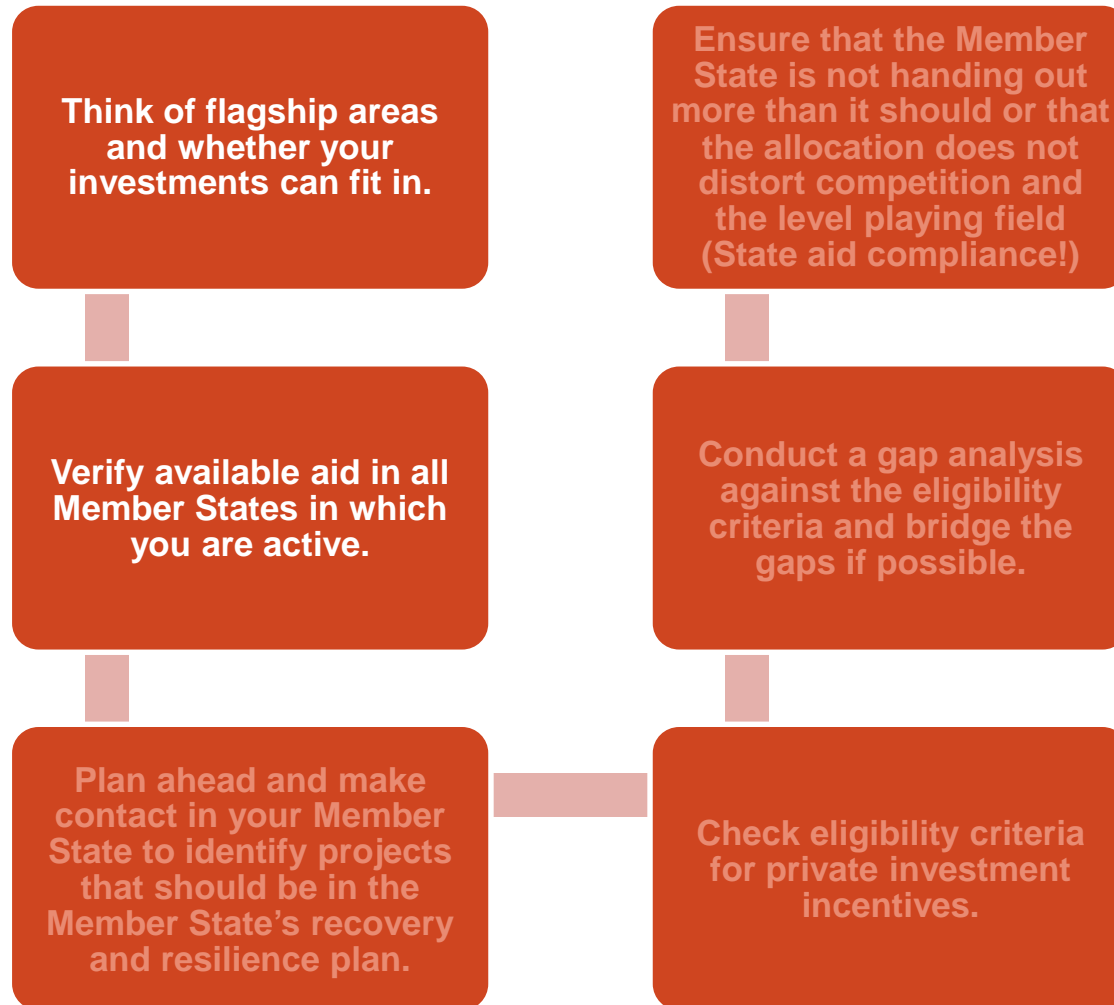 Think of flagship areas
and whether your
investments can fit in.
Verify available aid in all
Member States in which
you are active.
Plan ahead and make
contact in your Member
State to identify projects
that should be in the
Member State’s recovery
and resilience plan.
Check eligibility criteria
for private investment
incentives.
Conduct a gap analysis
against the eligibility
criteria and bridge the
gaps if possible.
Ensure that the Member
State is not handing out
more than it should or that
the allocation does not
distort competition and
the level playing field
(State aid compliance!)